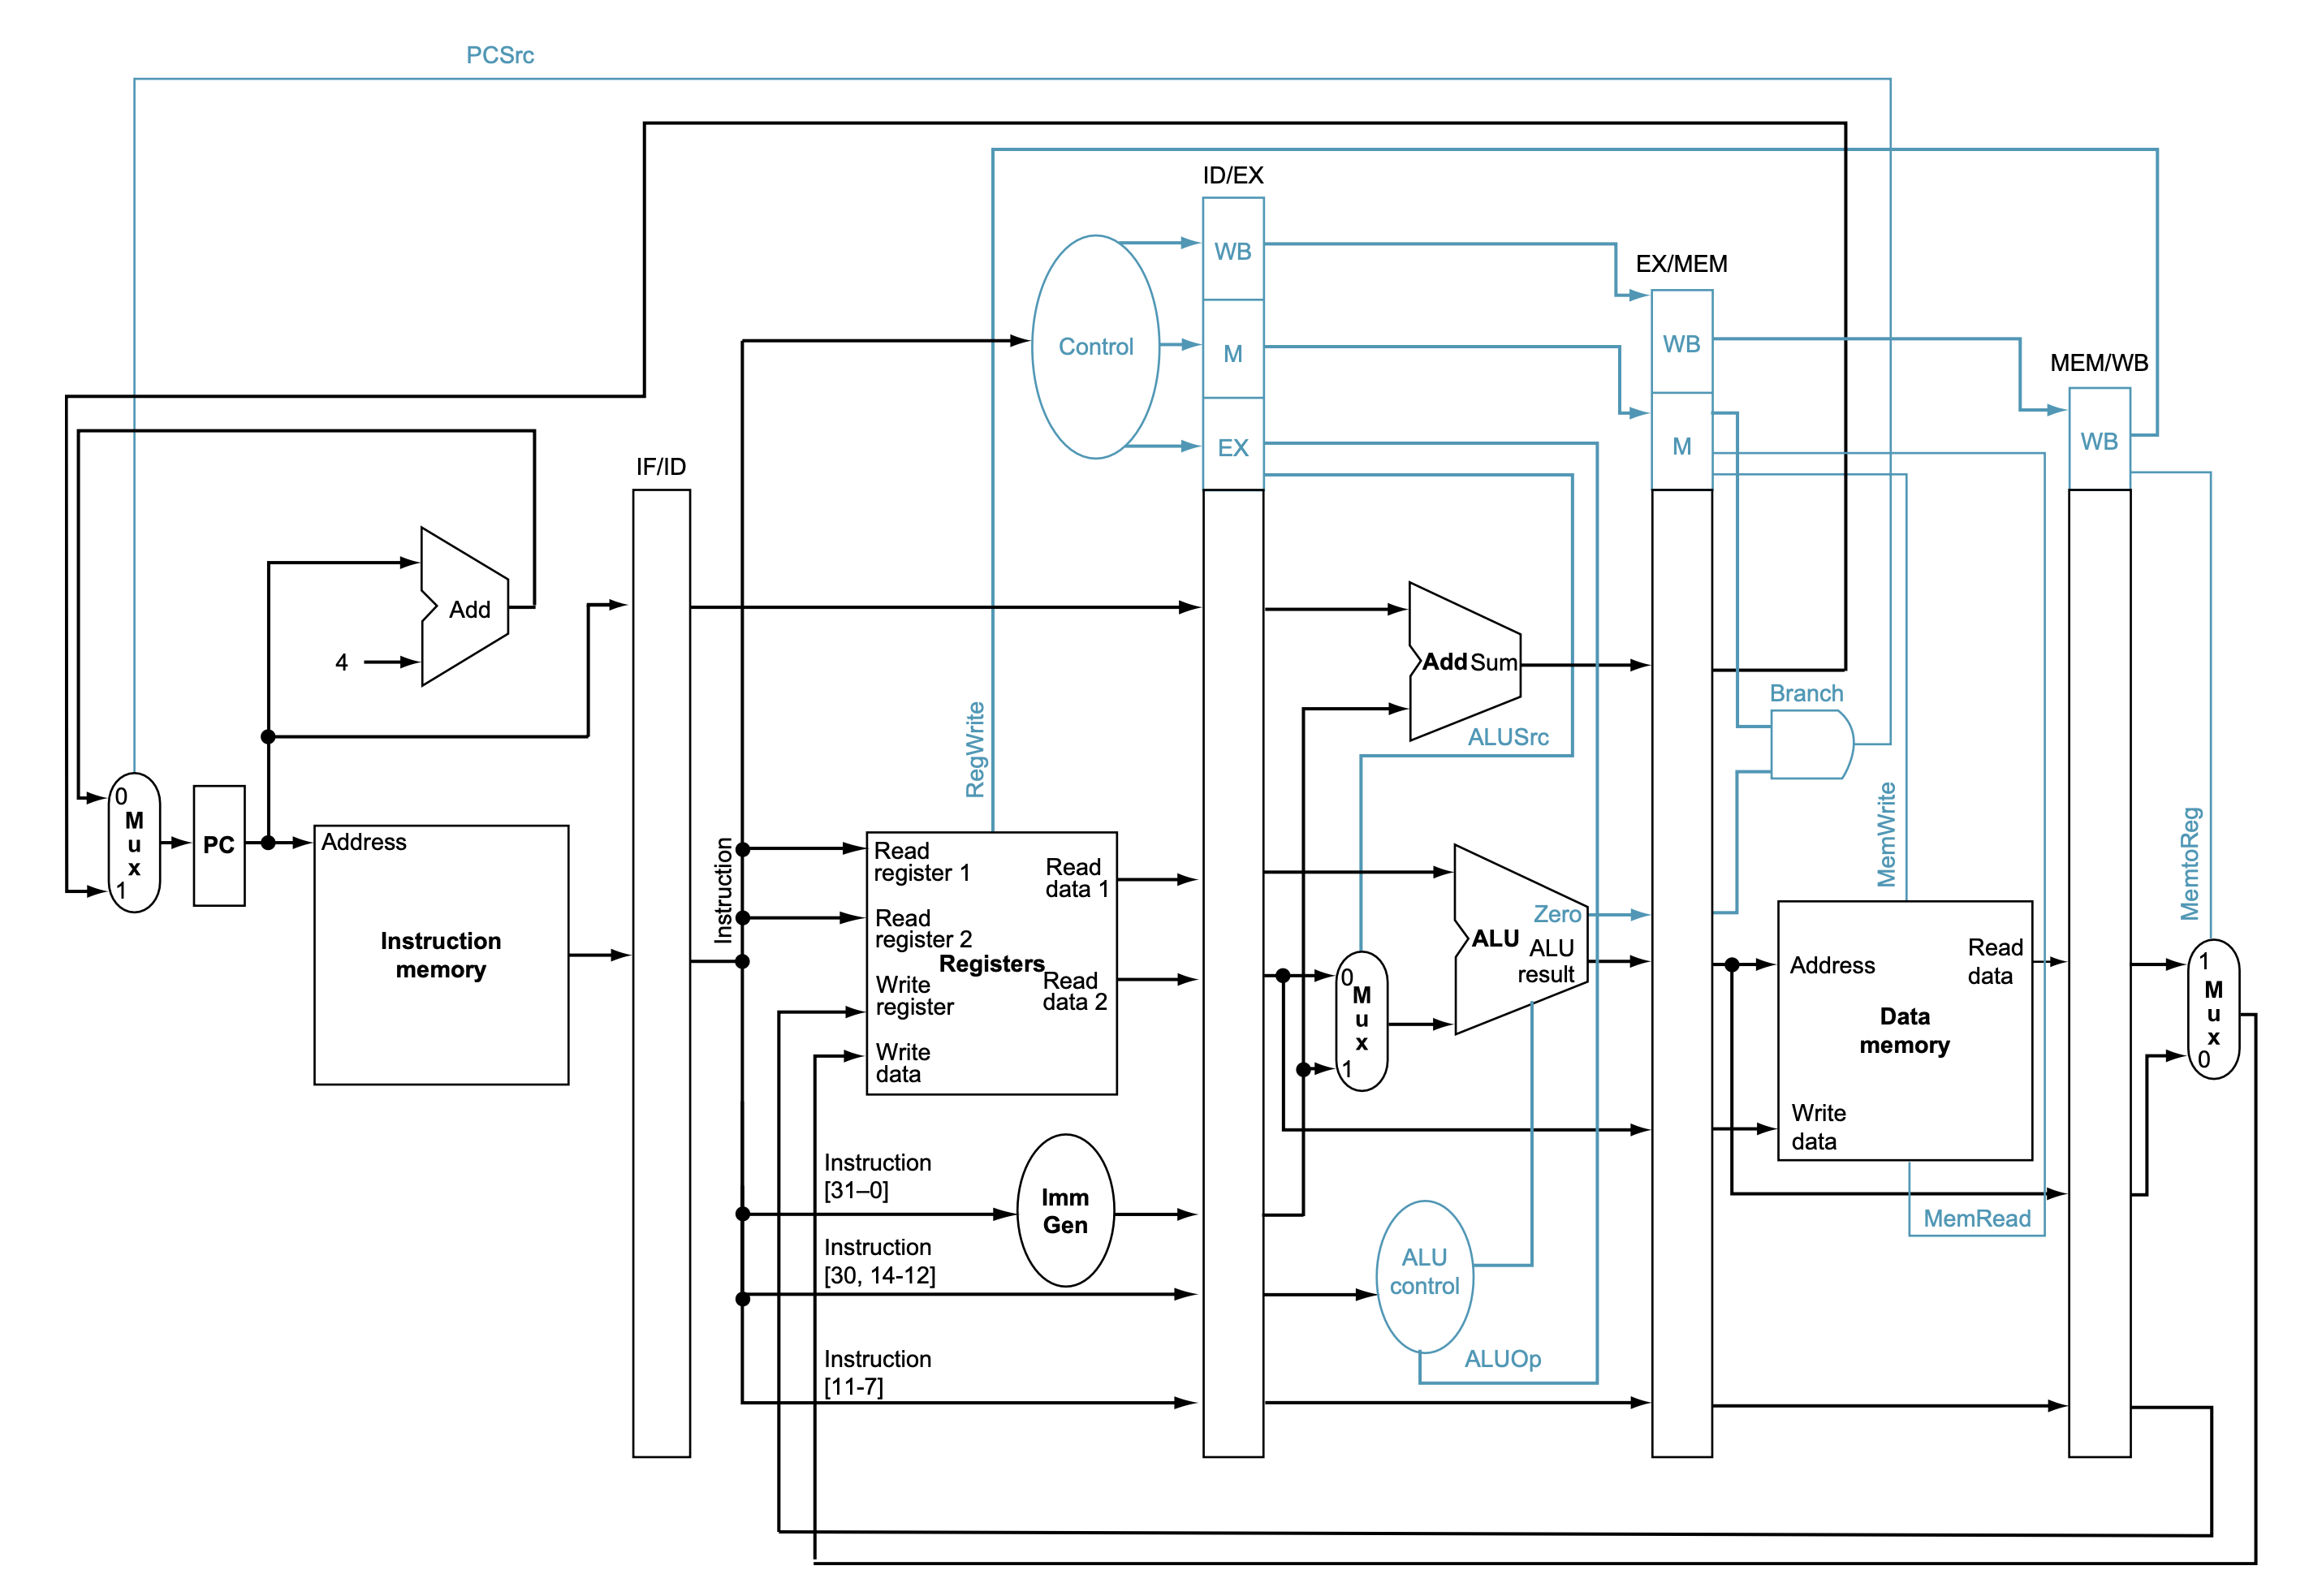 PCSrc
ID/EX
WB
EX/MEM
Control
M
WB
MEM/WB
EX
M
WB
IF/ID
Add
4
Add Sum
Branch
RegWrite
ALUSrc
MemWrite
MemtoReg
0
M
u
x
1
PC
Address
Instruction
memory
Instruction
Read
register 1
Read
data 1
Read
register 2
Registers
Write
register
Read
data 2
Write
data
Zero
ALU
ALU
result
0
M
u
x
1
Address
Read
data
Data
memory
Write
data
1
M
u
x
0
Instruction
[31–0]
Imm
Gen
MemRead
Instruction
[30, 14-12]
ALU
control
Instruction
[11-7]
ALUOp